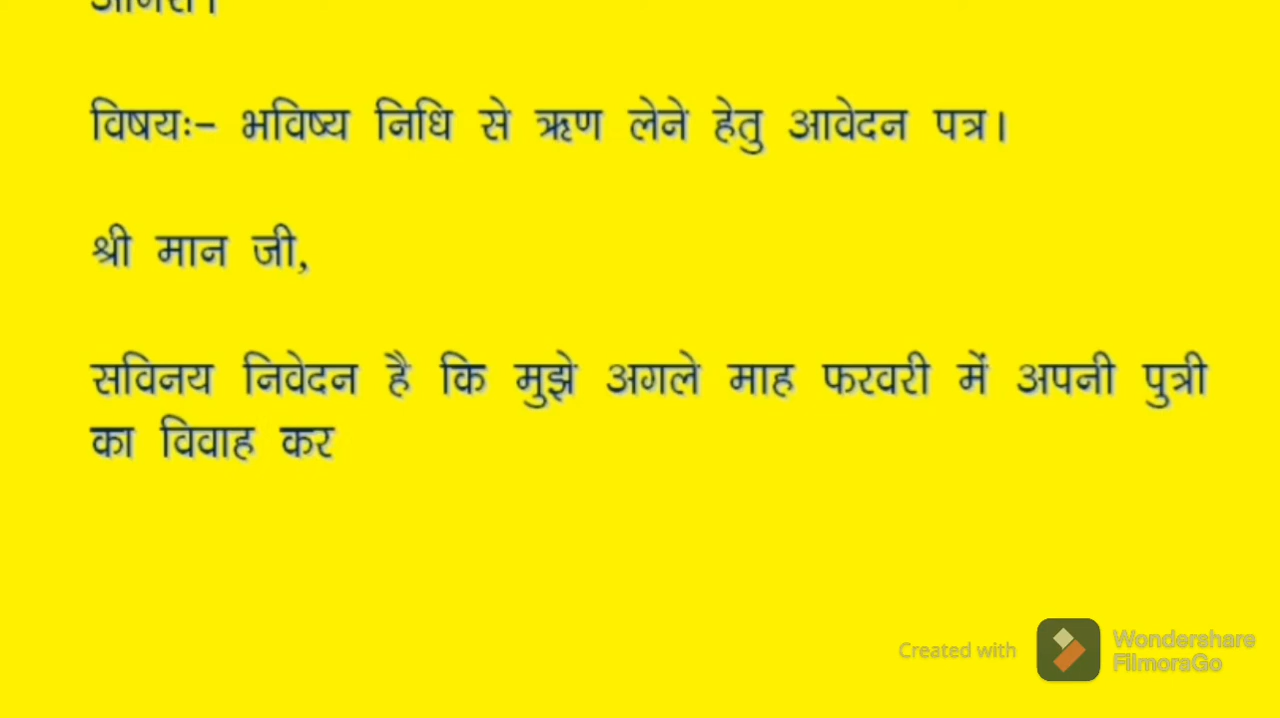 विषयः- भविष्य निधि से ऋण लेने हेतु आवेदन पत्र।
श्री मान जी,
सविनय निवेदन है कि मुझे अगले माह फरवरी में अपनी पुत्री
का विवाह कर
Created with
Wondershare
FilmoraGo